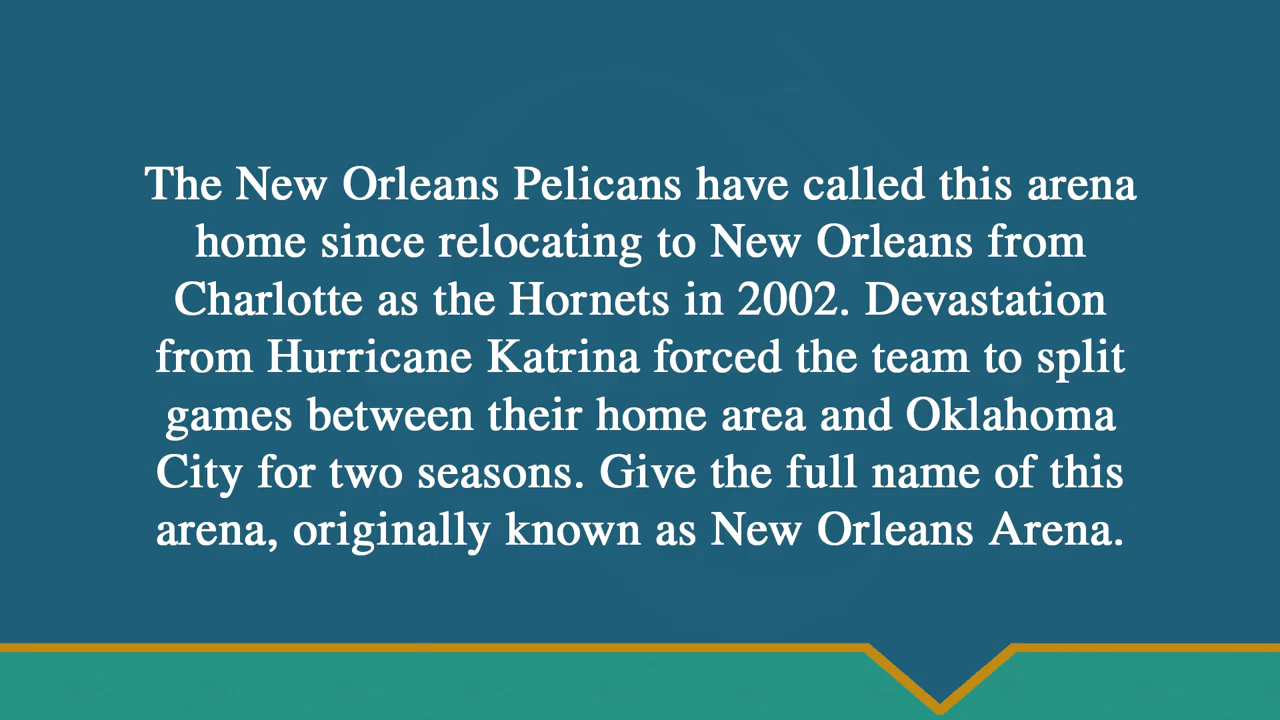 The New Orleans Pelicans have called this arena
home since relocating to New Orleans from
Charlotte as the Hornets in 2002. Devastation
from Hurricane Katrina forced the team to split
games between their home area and Oklahoma
City for two seasons. Give the full name of this
arena, originally known as New Orleans Arena.